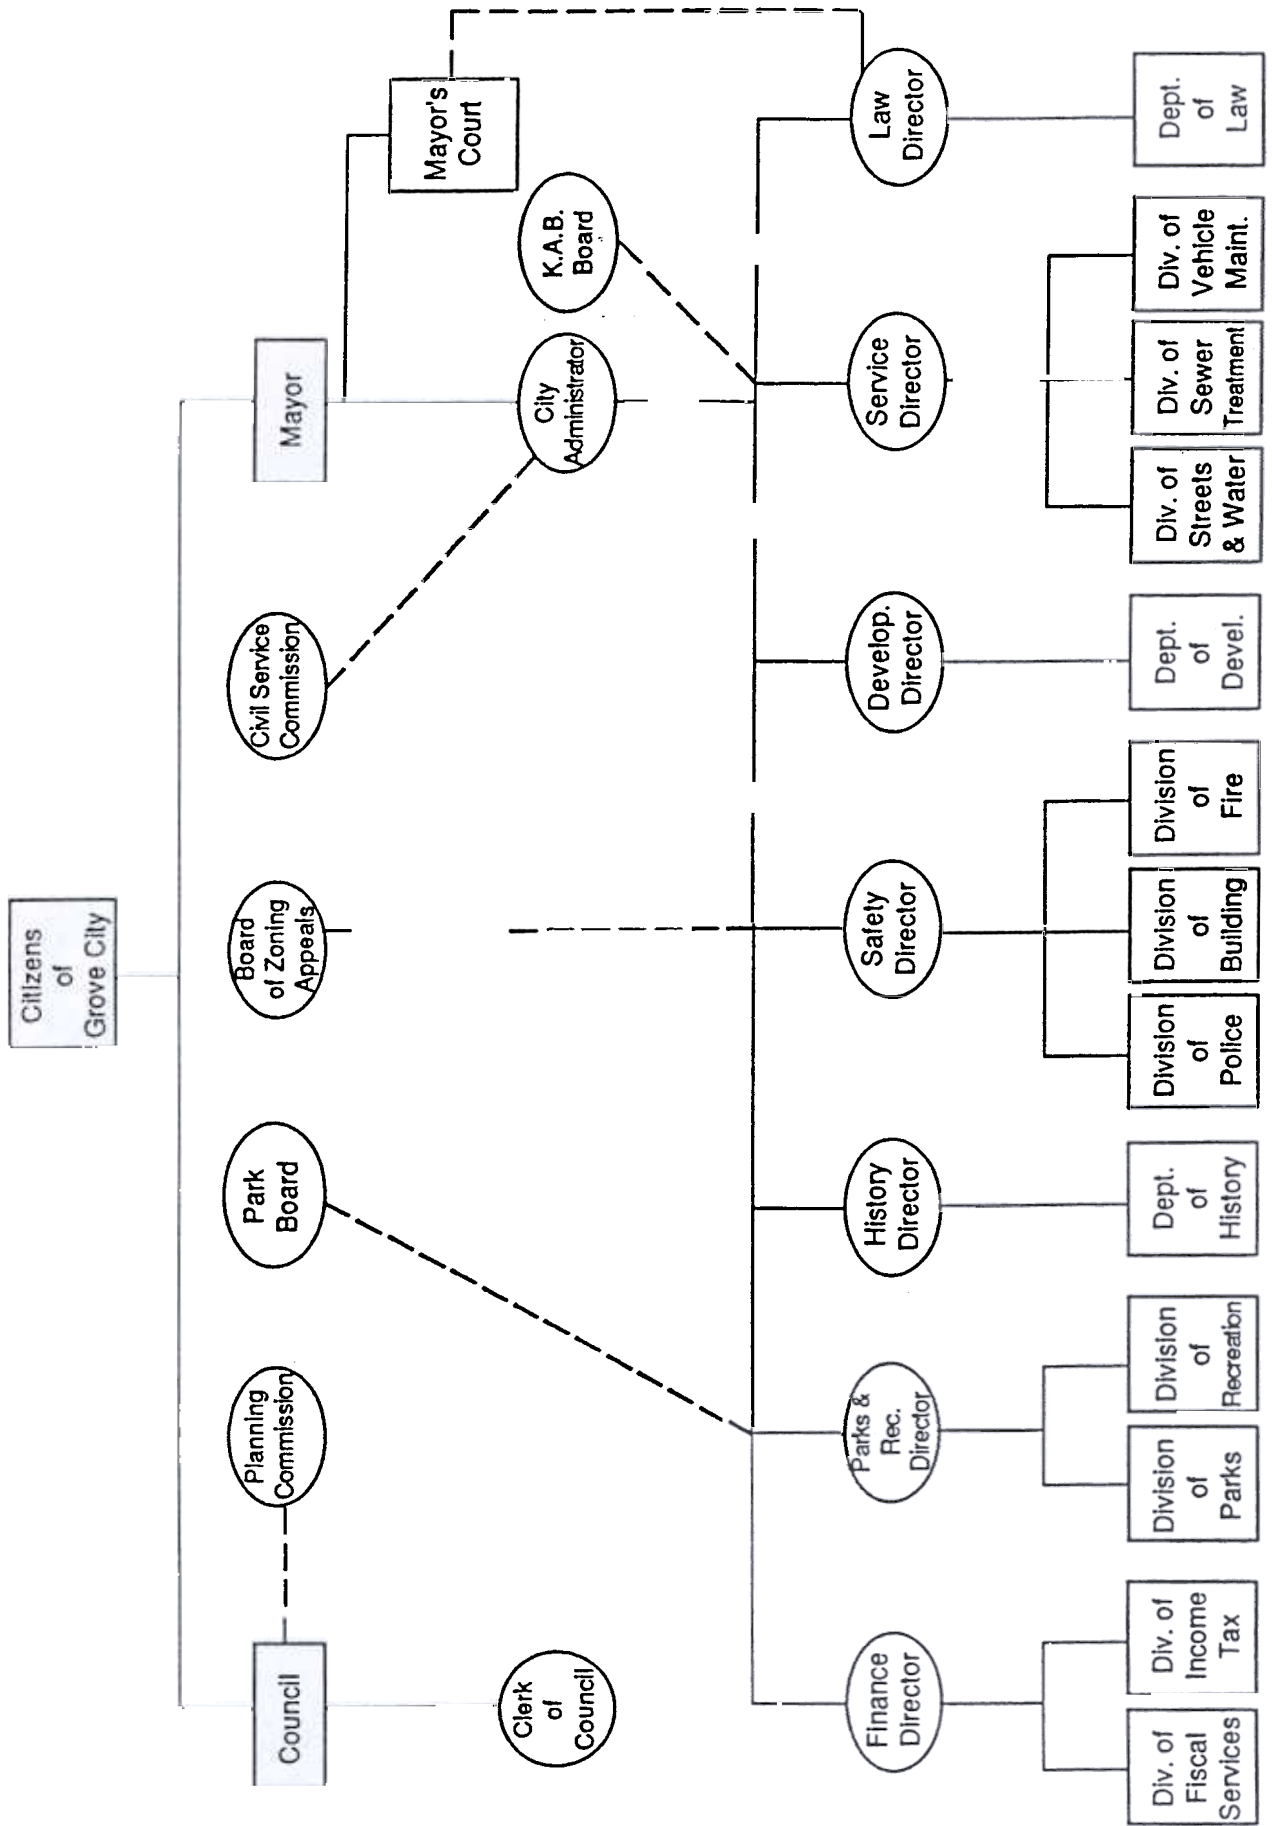 Citizens
of
Grove City
Council
Planning
Commission
Park
Board
Board
of Zoning
Appeals
Civil Service
Commission
Mayor
Mayor's
Court
Clerk
of
Council
City
Administrator
K.A.B.
Board
Finance
Director
Parks &
Rec.
Director
History
Director
Safety
Director
Develop.
Director
Service
Director
Law
Director
Div. of
Fiscal
Services
Div. of
Income
Tax
Division
of
Parks
Division
of
Recreation
Dept.
of
History
Division
of
Police
Division
of
Building
Division
of
Fire
Dept.
of
Devel.
Div. of
Streets
& Water
Div. of
Sewer
Treatment
Div. of
Vehicle
Maint.
Dept.
of
Law